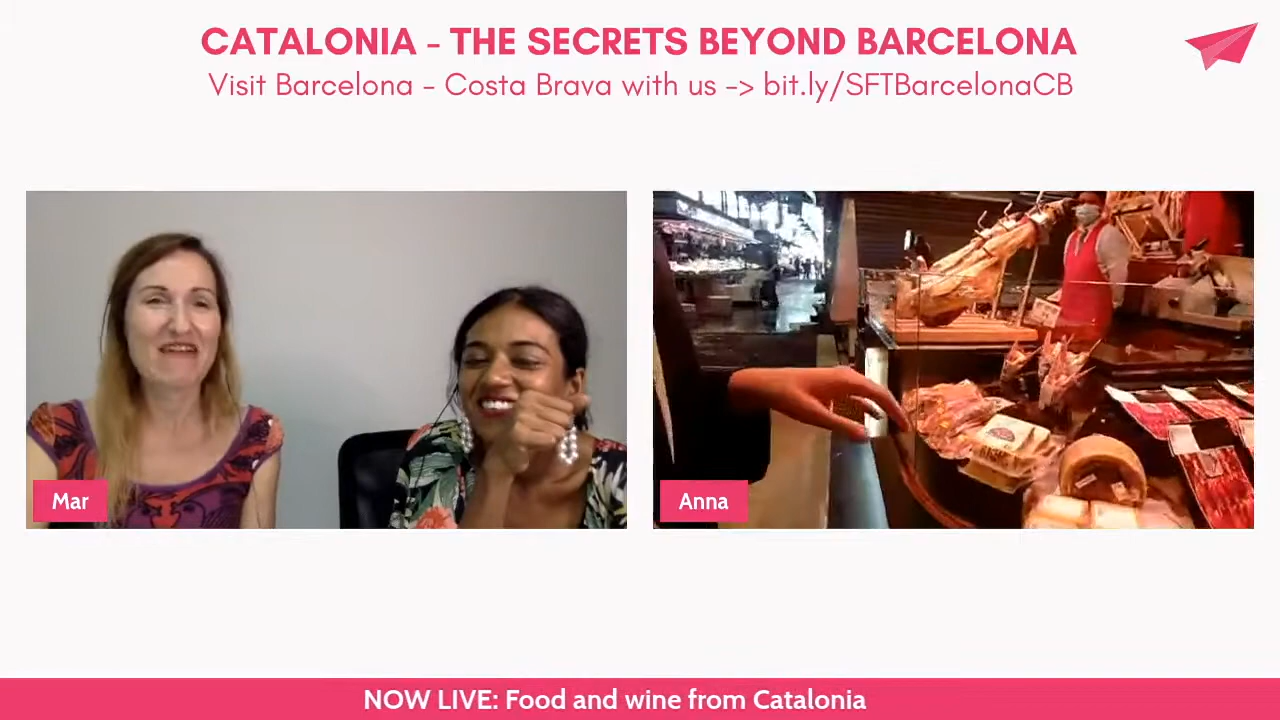 CATALONIA - THE SECRETS BEYOND BARCELONA
Visit Barcelona - Costa Brava with us -> bit.ly/SFTBarcelonaCB
Mar
Anna
NOW LIVE: Food and wine from Catalonia